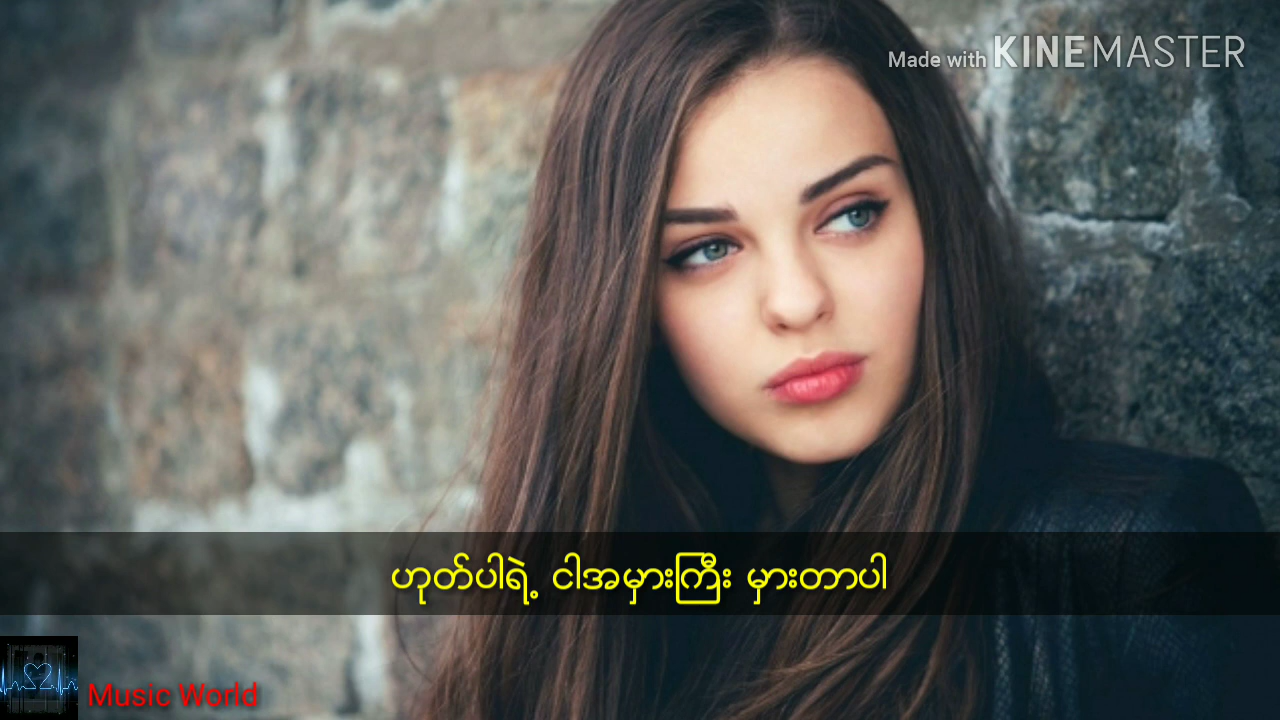 Made with KINEMASTER
ဟုတ်ပါရဲ့ ငါအမှားကြီး မှားတာပါ
Music World